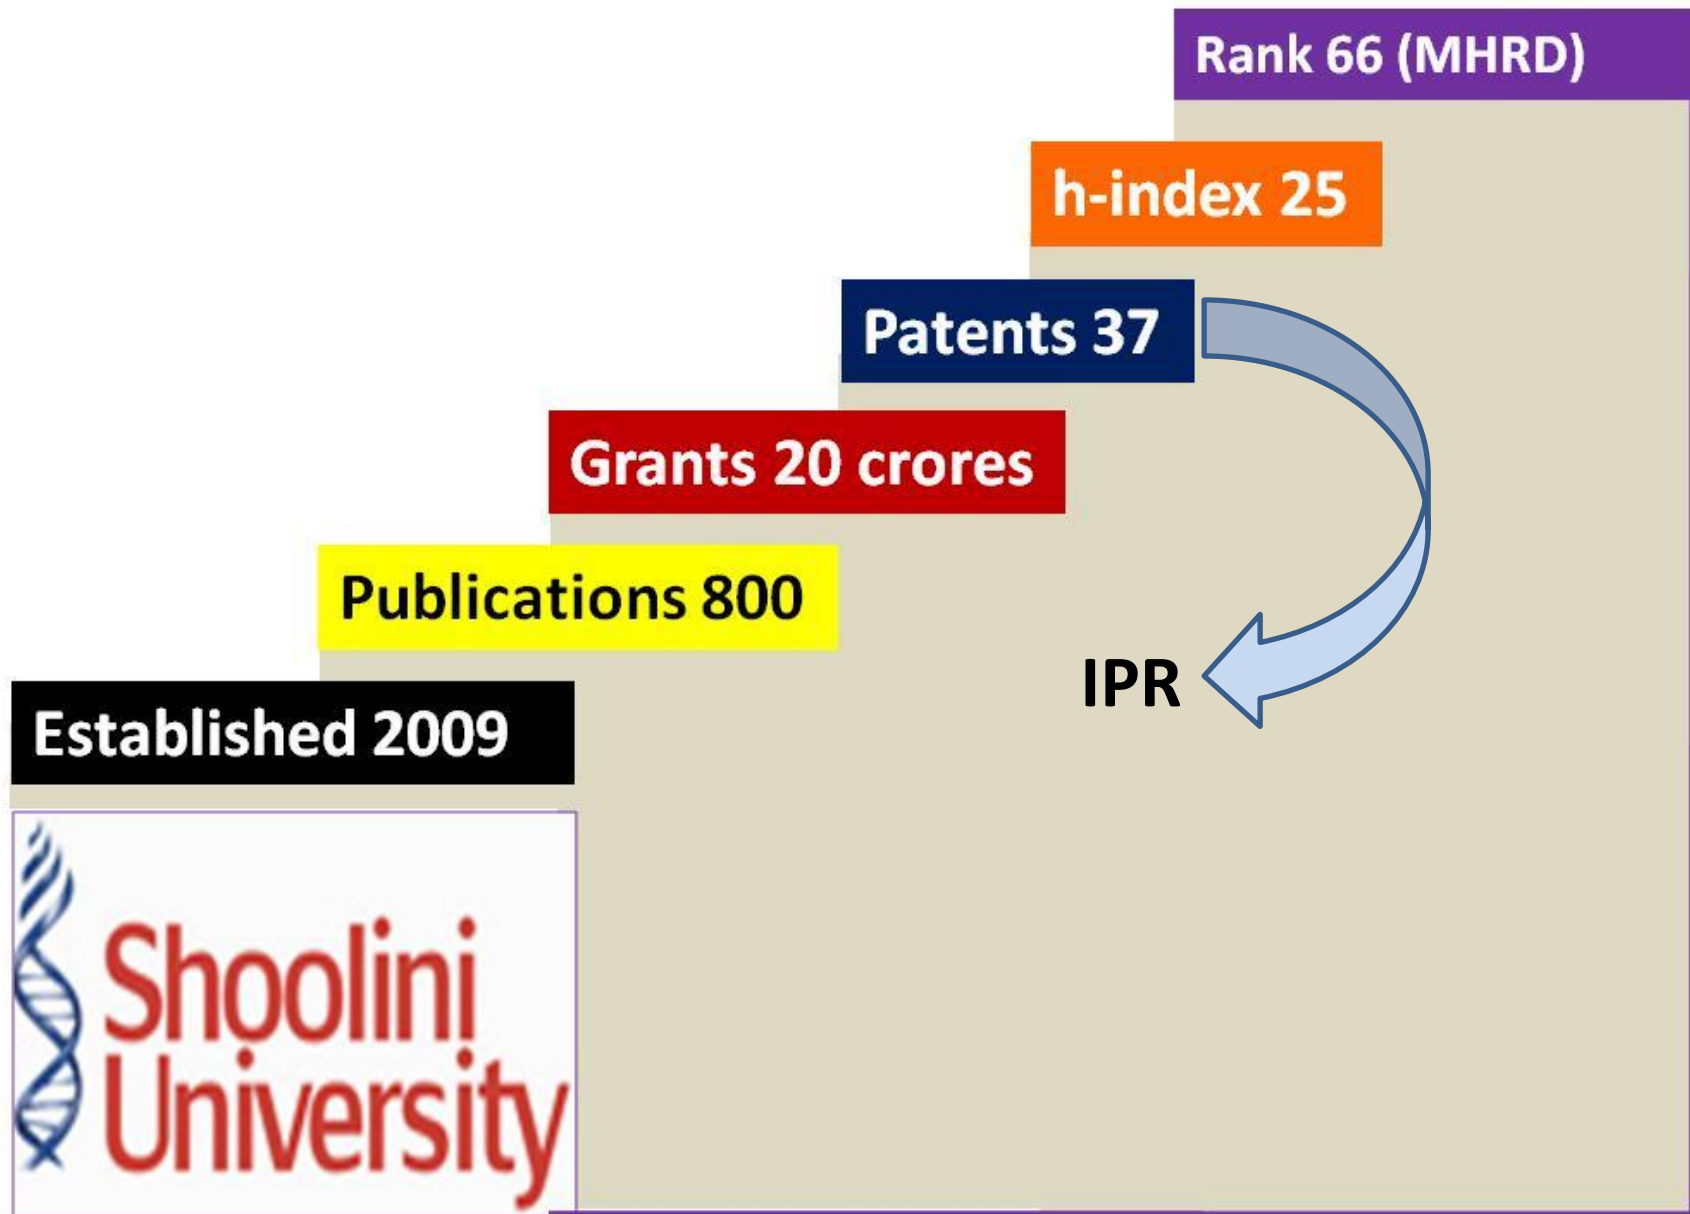 Rank 66 (MHRD)
h-index 25
Patents 37
Grants 20 crores
Publications 800
IPR
Established 2009
Shoolini
University